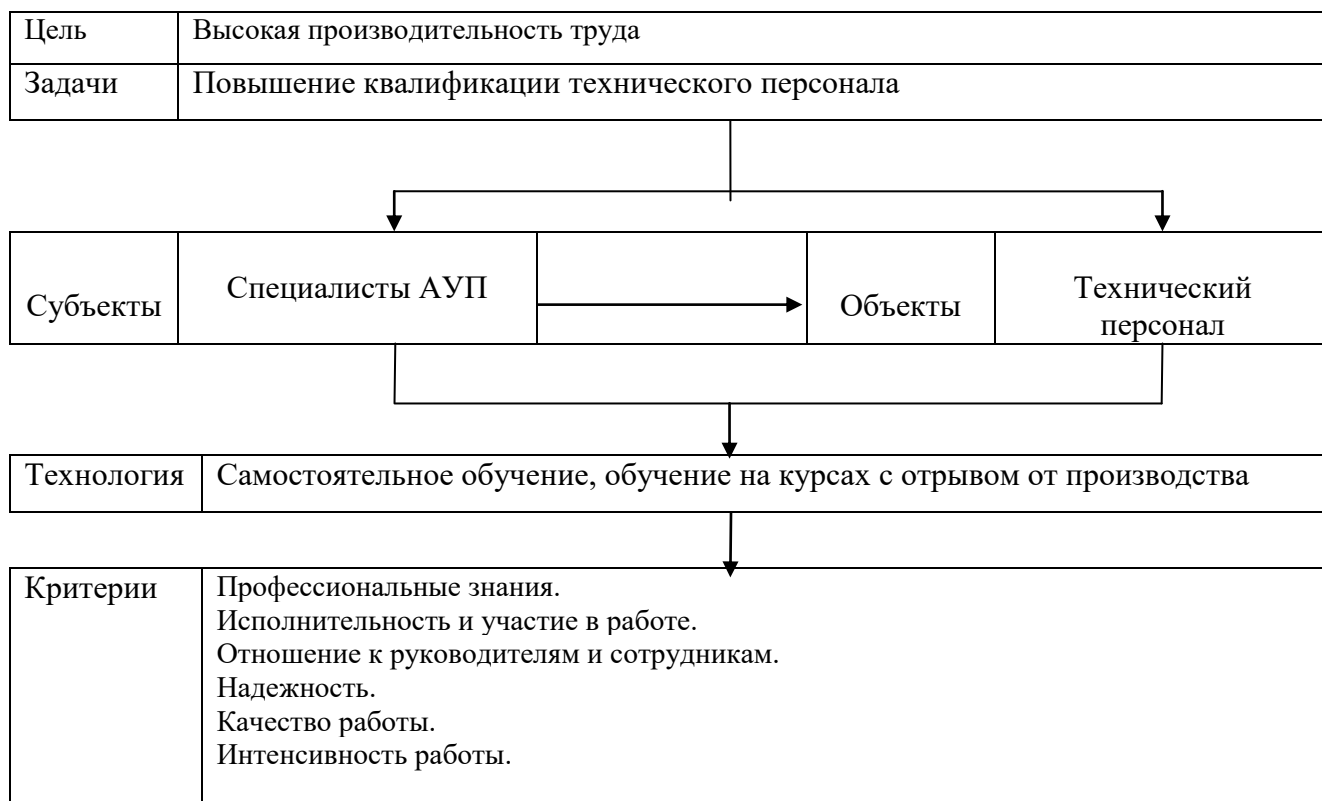 Цель Высокая производительность труда
Задачи Повышение квалификации технического персонала
Субъекты Специалисты АУП Объекты Технический
персонал
Технология Самостоятельное обучение, обучение на курсах с отрывом от производства
Критерии Профессиональные знания.
Исполнительность и участие в работе.
Отношение к руководителям и сотрудникам.
Надежность.
Качество работы.
Интенсивность работы.